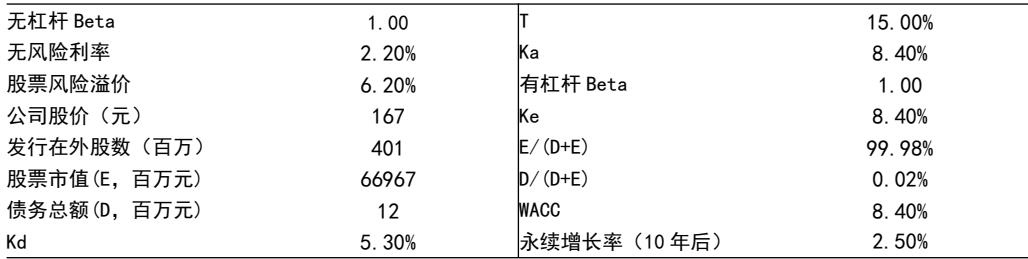 无杠杆 Beta 1.00 T 15.00%
无风险利率 2.20% Ka 8.40%
股票风险溢价 6.20% 有杠杆 Beta 1.00
公司股价（元） 167 Ke 8.40%
发行在外股数（百万） 401 E/(D+E) 99.98%
股票市值(E，百万元) 66967 D/(D+E) 0.02%
债务总额(D，百万元) 12 WACC 8.40%
Kd 5.30% 永续增长率（10 年后） 2.50%